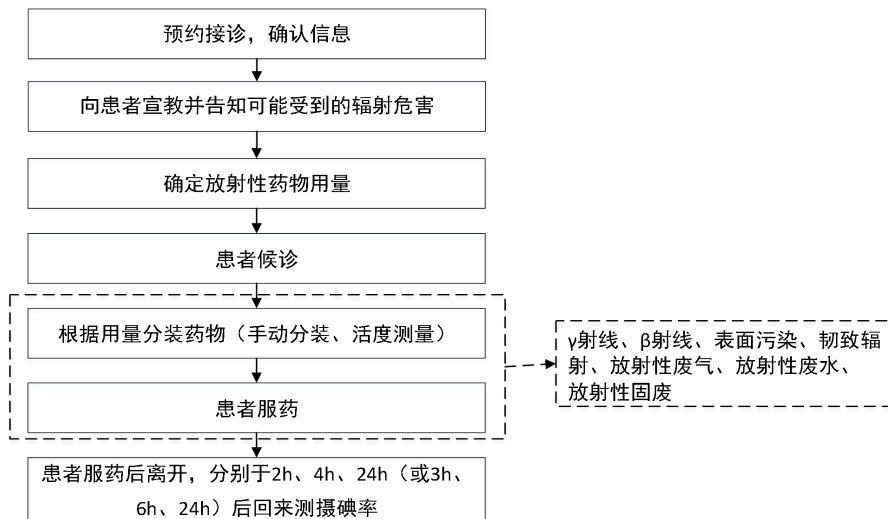 预约接诊，确认信息
向患者宣教并告知可能受到的辐射危害
确定放射性药物用量
患者候诊
根据用量分装药物（手动分装、活度测量）
患者服药
γ射线、β射线、表面污染、韧致辐
射、放射性废气、放射性废水、
放射性固废
患者服药后离开，分别于2h、4h、24h（或3h、
6h、24h）后回来测摄碘率